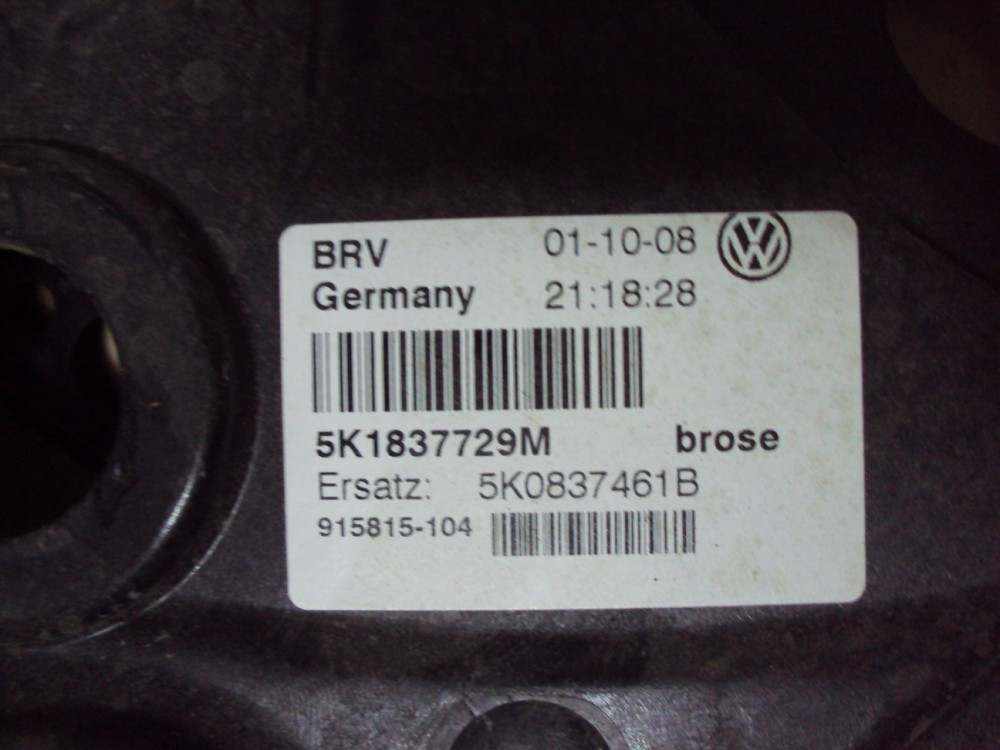 BRV 01-10-08
Germany 21:18:28
5K1837729M brose
Ersatz: 5K0837461B
915815-104